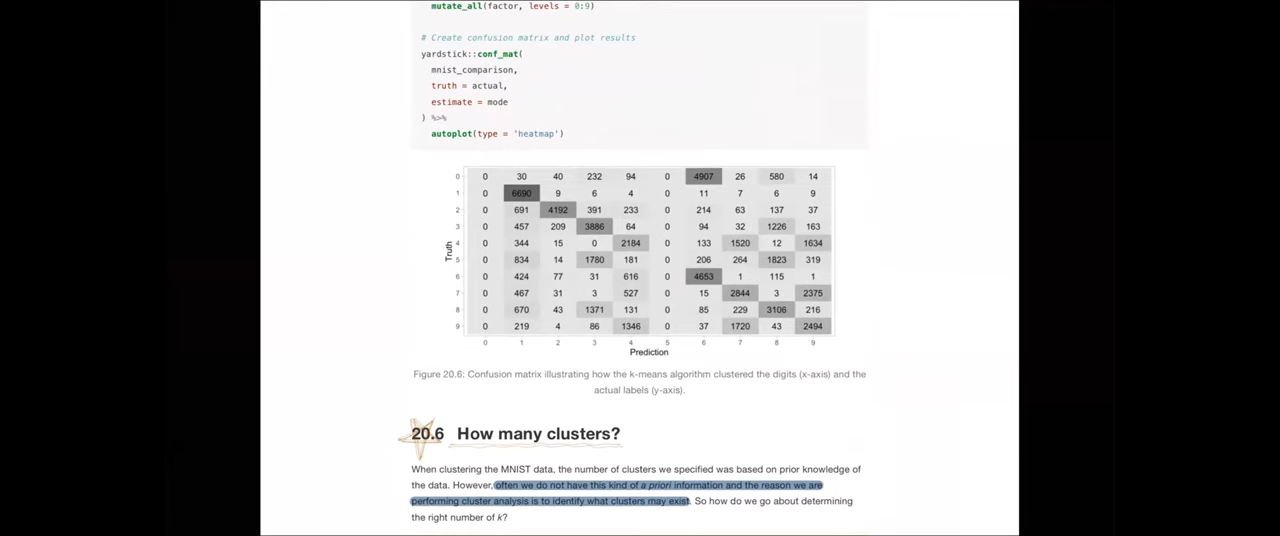 mutate_all(factor, levels = 0:9)
# Create confusion matrix and plot results
yardstick::conf_mat(
mnist_comparison,
truth = actual,
estimate = mode
) %>%
autoplot(type = 'heatmap')
0 0 30 40 232 94 0 4907 26 580 14
1 0 6690 9 6 4 0 11 7 6 9
2 0 691 4192 391 233 0 214 63 137 37
3 0 457 209 3886 64 0 94 32 1226 163
4 0 344 15 0 2184 0 133 1520 12 1634
5 0 834 14 1780 181 0 206 264 1823 319
6 0 424 77 31 616 0 4653 1 115 1
7 0 467 31 3 527 0 15 2844 3 2375
8 0 670 43 1371 131 0 85 229 3106 216
9 0 219 4 86 1346 0 37 1720 43 2494
Truth
0 1 2 3 4 5 6 7 8 9
Prediction
Figure 20.6: Confusion matrix illustrating how the k-means algorithm clustered the digits (x-axis) and the
actual labels (y-axis).
20.6 How many clusters?
When clustering the MNIST data, the number of clusters we specified was based on prior knowledge of
the data. However, often we do not have this kind of a priori information and the reason we are
performing cluster analysis is to identify what clusters may exist. So how do we go about determining
the right number of k?